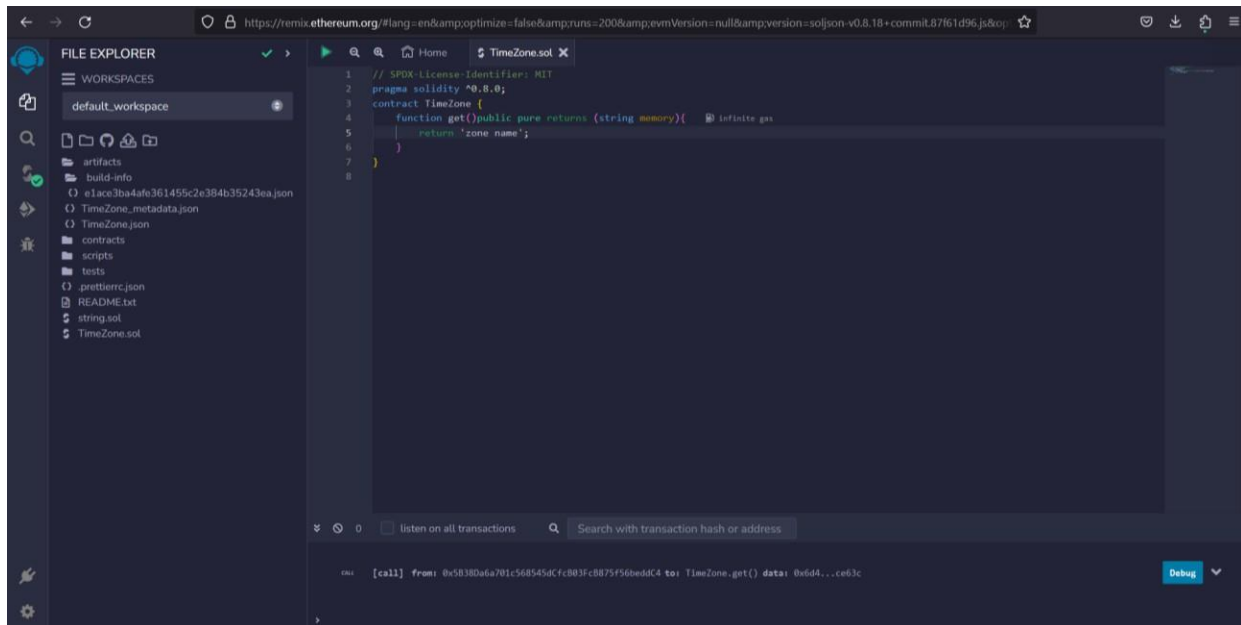 https://remix.ethereum.org/#lang=en&amp;optimize=false&amp;runs=200&amp;evmVersion=null&amp;version=soljson-v0.8.18+commit.87f61d96.js&op
FILE EXPLORER
WORKSPACES
default_workspace
artifacts
build-info
e1ace3ba4afe361455c2e384b35243ea.json
TimeZone_metadata.json
TimeZone.json
contracts
scripts
tests
.prettierrc.json
README.txt
string.sol
TimeZone.sol
Home
TimeZone.sol
1 // SPDX-License-Identifier: MIT
2 pragma solidity ^0.8.0;
3 contract TimeZone {
4 function get()public pure returns (string memory){ infinite gas
5 return 'zone name';
6 }
7 }
8
0 listen on all transactions Search with transaction hash or address
CALL [call] from: 0x5B38Da6a701c568545dCfcB03FcB875f56beddC4 to: TimeZone.get() data: 0x6d4...ce63c
Debug